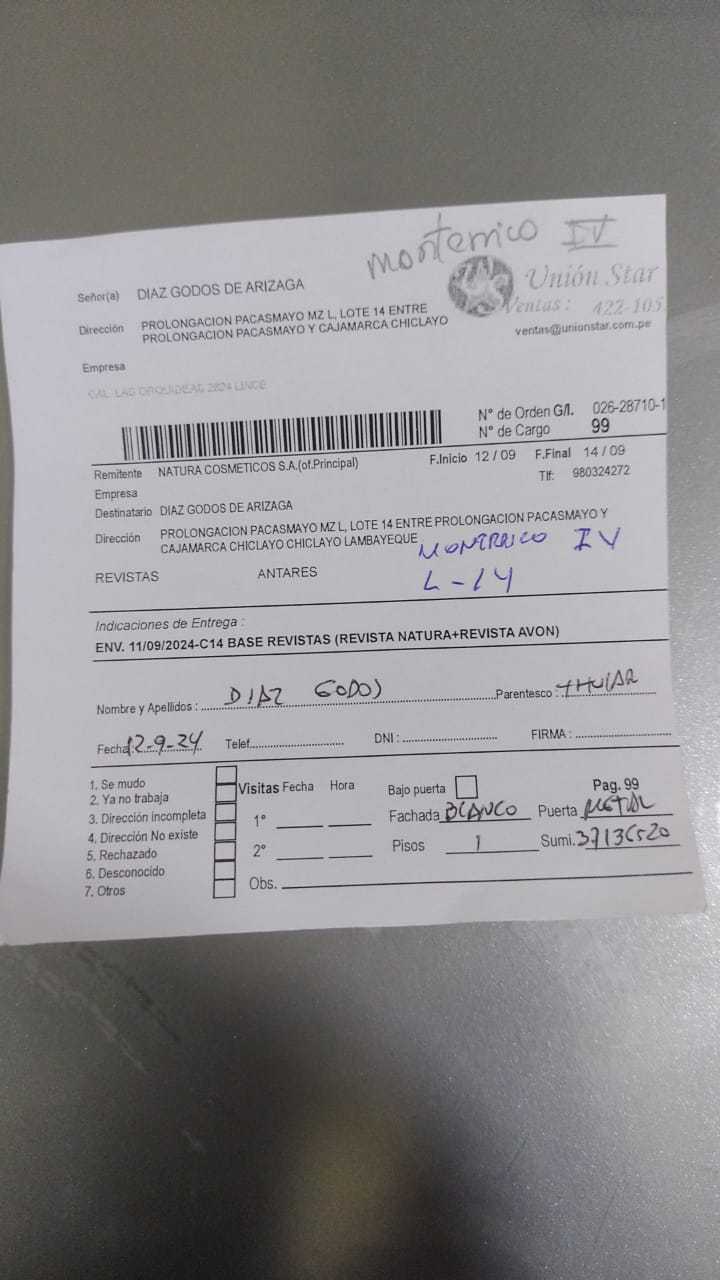 Monterrico IV
Señor(a) DIAZ GODOS DE ARIZAGA
Unión Star
Dirección PROLONGACION PACASMAYO MZ L, LOTE 14 ENTRE
PROLONGACION PACASMAYO Y CAJAMARCA CHICLAYO
Ventas : 422-105
ventas@unionstar.com.pe
Empresa
CAL. LAS ORQUIDEAS 2624 LINCE
N° de Orden G/I. 026-28710-1
N° de Cargo 99
Remitente NATURA COSMETICOS S.A.(of.Principal) F.Inicio 12 / 09 F.Final 14 / 09
Empresa Tlf: 980324272
Destinatario DIAZ GODOS DE ARIZAGA
Dirección PROLONGACION PACASMAYO MZ L, LOTE 14 ENTRE PROLONGACION PACASMAYO Y
CAJAMARCA CHICLAYO CHICLAYO LAMBAYEQUE
MONTRRICO IV
L-14
REVISTAS ANTARES
Indicaciones de Entrega :
ENV. 11/09/2024-C14 BASE REVISTAS (REVISTA NATURA+REVISTA AVON)
Nombre y Apellidos : DIAZ GODOS Parentesco :
Fecha: 12-9-24 Telef. DNI : FIRMA :
1. Se mudo
2. Ya no trabaja
3. Dirección incompleta
4. Dirección No existe
5. Rechazado
6. Desconocido
7. Otros
Visitas Fecha Hora Bajo puerta Pag. 99
1° Fachada BLANCO Puerta METAL
2° Pisos 1 Sumi. 37136520
Obs.